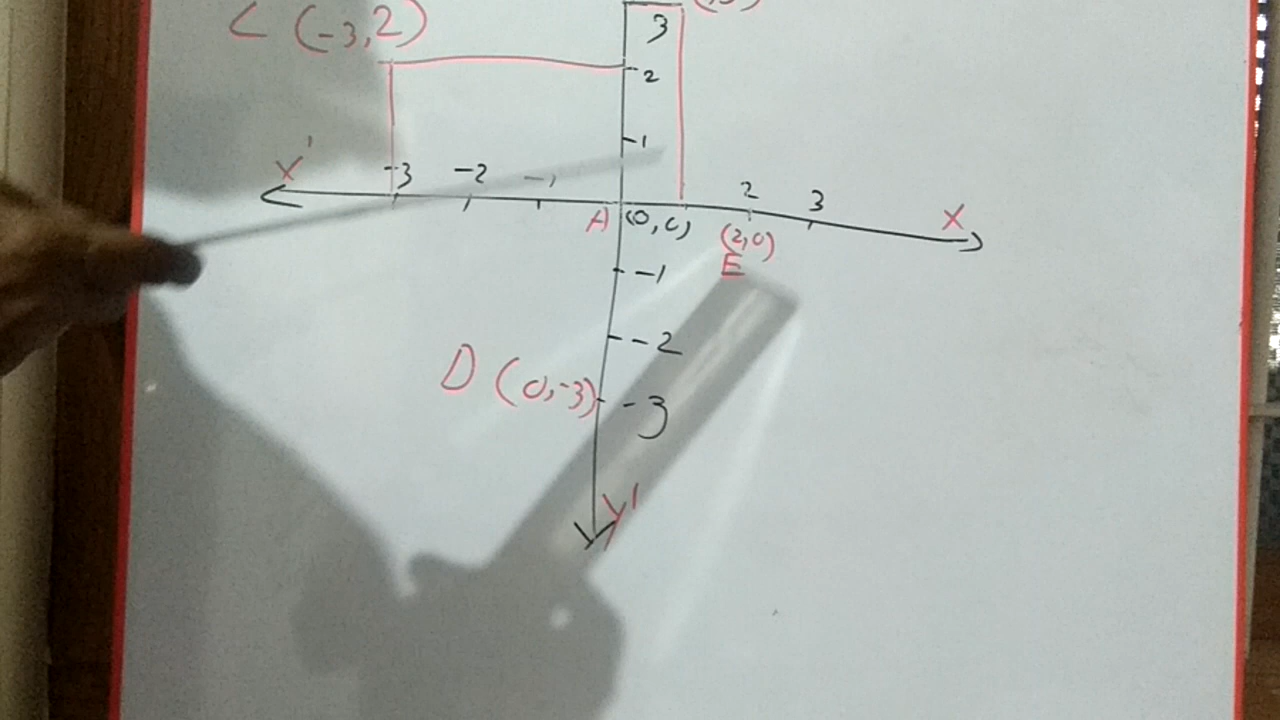 C (-3,2)
3
2
1
X'
-3 -2 -1
2 3
X
A (0,0)
(2,0)
E
-1
-2
D (0,-3)
-3
Y'